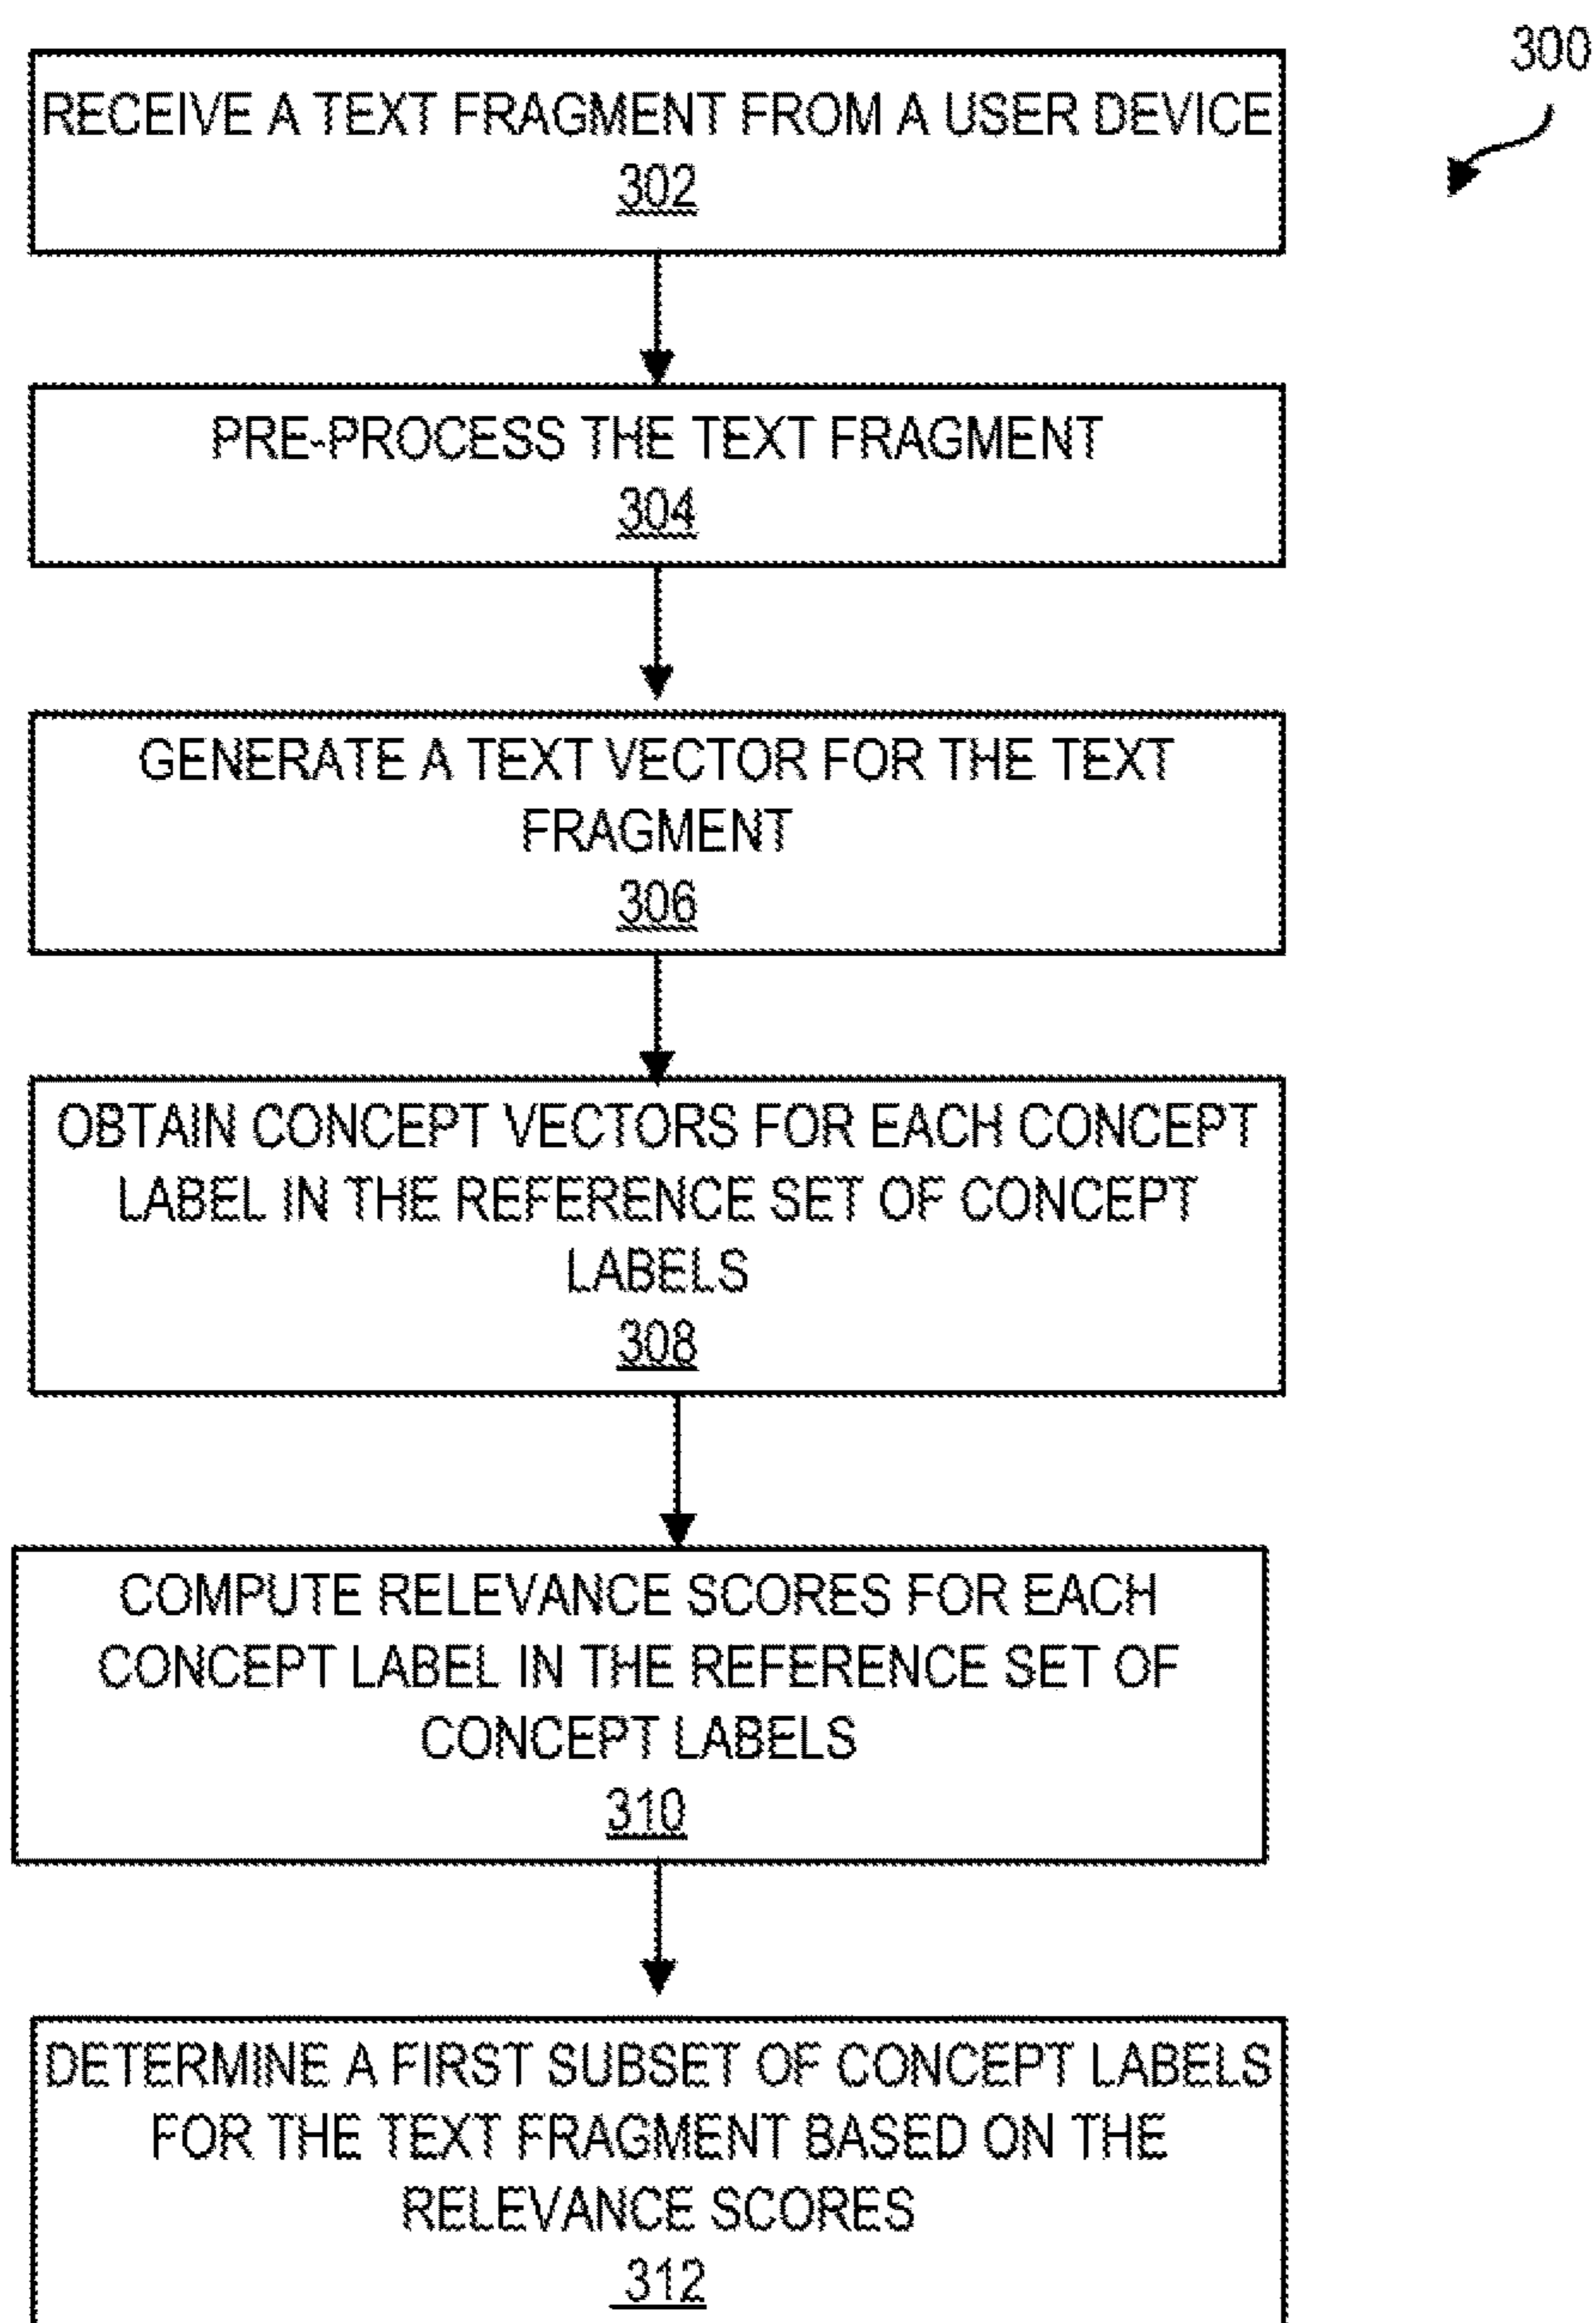 300
RECEIVE A TEXT FRAGMENT FROM A USER DEVICE
302
PRE-PROCESS THE TEXT FRAGMENT
304
GENERATE A TEXT VECTOR FOR THE TEXT
FRAGMENT
306
OBTAIN CONCEPT VECTORS FOR EACH CONCEPT
LABEL IN THE REFERENCE SET OF CONCEPT
LABELS
308
COMPUTE RELEVANCE SCORES FOR EACH
CONCEPT LABEL IN THE REFERENCE SET OF
CONCEPT LABELS
310
DETERMINE A FIRST SUBSET OF CONCEPT LABELS
FOR THE TEXT FRAGMENT BASED ON THE
RELEVANCE SCORES
312